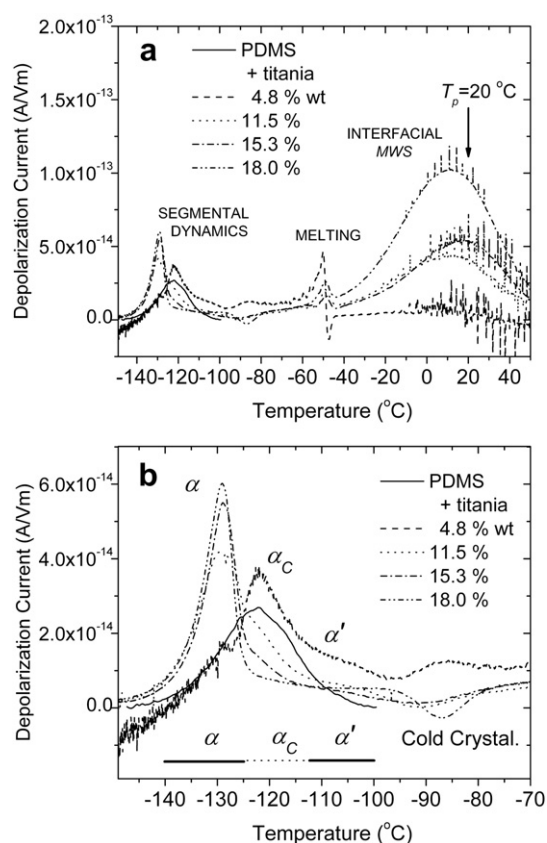 a
PDMS
+ titania
4.8 % wt
11.5 %
15.3 %
18.0 %
T_p=20 °C
INTERFACIAL
MWS
SEGMENTAL
DYNAMICS
MELTING
Depolarization Current (A/Vm)
2.0x10⁻¹³
1.5x10⁻¹³
1.0x10⁻¹³
5.0x10⁻¹⁴
0.0
-140 -120 -100 -80 -60 -40 -20 0 20 40
Temperature (°C)
b
α
α_C
α'
PDMS
+ titania
4.8 % wt
11.5 %
15.3 %
18.0 %
Depolarization Current (A/Vm)
6.0x10⁻¹⁴
4.0x10⁻¹⁴
2.0x10⁻¹⁴
0.0
α α_C α' Cold Crystal.
-140 -130 -120 -110 -100 -90 -80 -70
Temperature (°C)